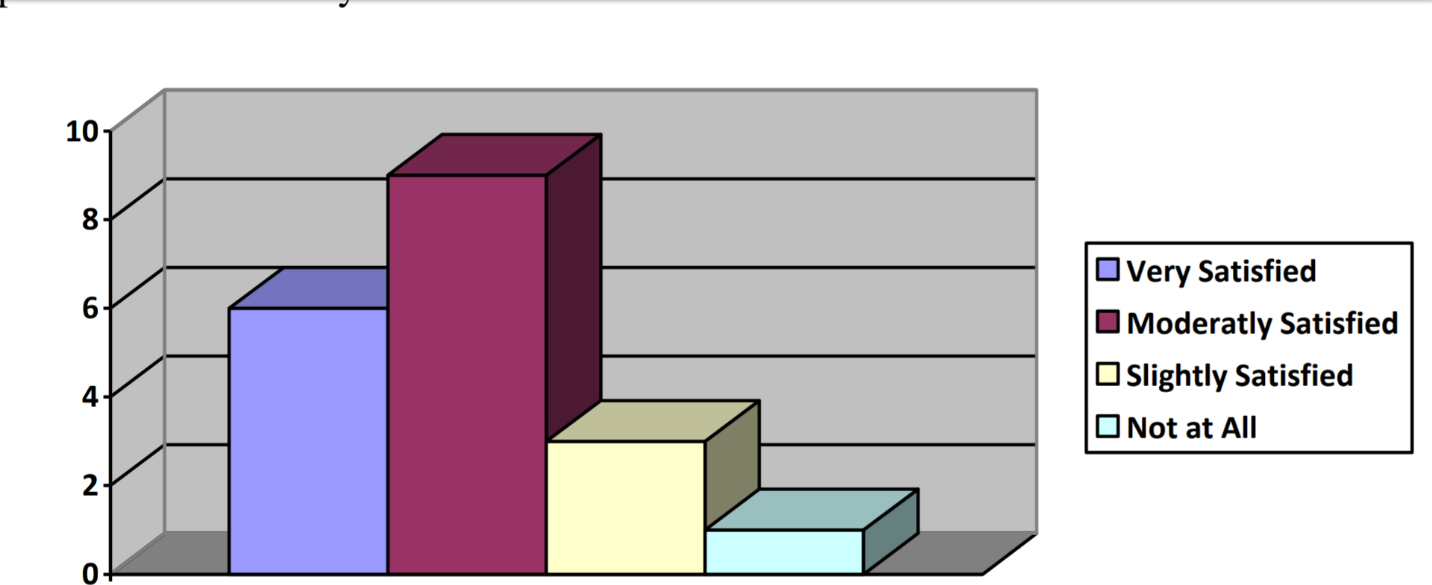 10
8
6
4
2
0
Very Satisfied
Moderatly Satisfied
Slightly Satisfied
Not at All